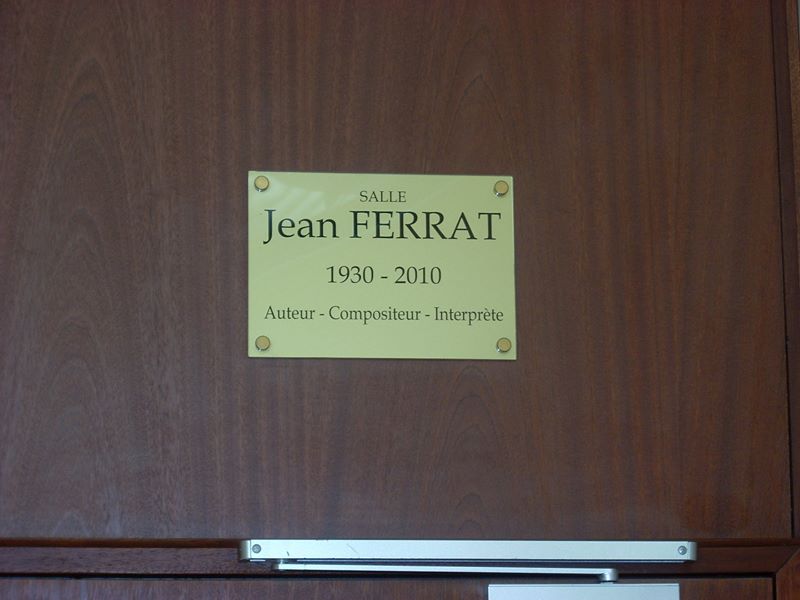 SALLE
Jean FERRAT
1930 - 2010
Auteur - Compositeur - Interprète